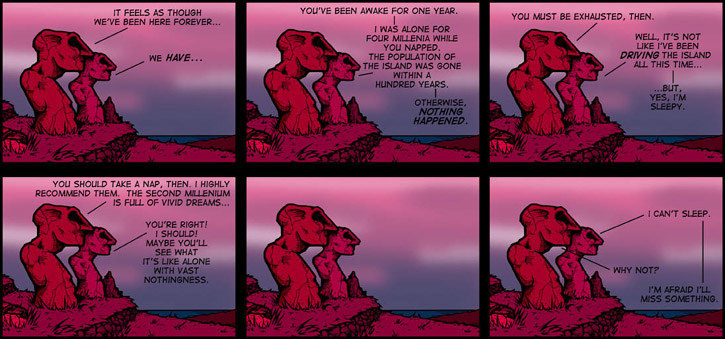 IT FEELS AS THOUGH
WE'VE BEEN HERE FOREVER...
WE HAVE...
YOU'VE BEEN AWAKE FOR ONE YEAR.
I WAS ALONE FOR
FOUR MILLENIA WHILE
YOU NAPPED.
THE POPULATION OF
THE ISLAND WAS GONE
WITHIN A
HUNDRED YEARS.
OTHERWISE,
NOTHING
HAPPENED.
YOU MUST BE EXHAUSTED, THEN.
WELL, IT'S NOT
LIKE I'VE BEEN
DRIVING THE ISLAND
ALL THIS TIME...
...BUT,
YES, I'M
SLEEPY.
YOU SHOULD TAKE A NAP, THEN. I HIGHLY
RECOMMEND THEM. THE SECOND MILLENIUM
IS FULL OF VIVID DREAMS...
YOU'RE RIGHT!
I SHOULD!
MAYBE YOU'LL
SEE WHAT
IT'S LIKE ALONE
WITH VAST
NOTHINGNESS.
I CAN'T SLEEP.
WHY NOT?
I'M AFRAID I'LL
MISS SOMETHING.